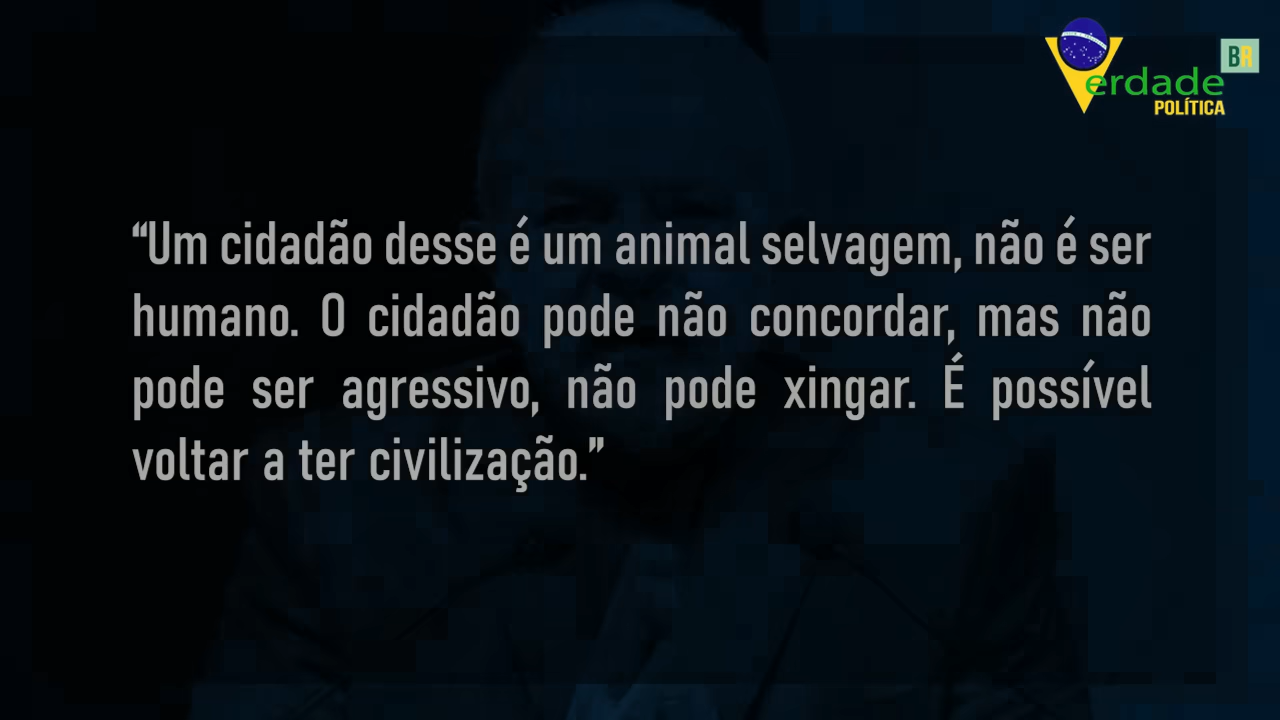 BR
Verdade
POLÍTICA
“Um cidadão desse é um animal selvagem, não é ser
humano. O cidadão pode não concordar, mas não
pode ser agressivo, não pode xingar. É possível
voltar a ter civilização.”